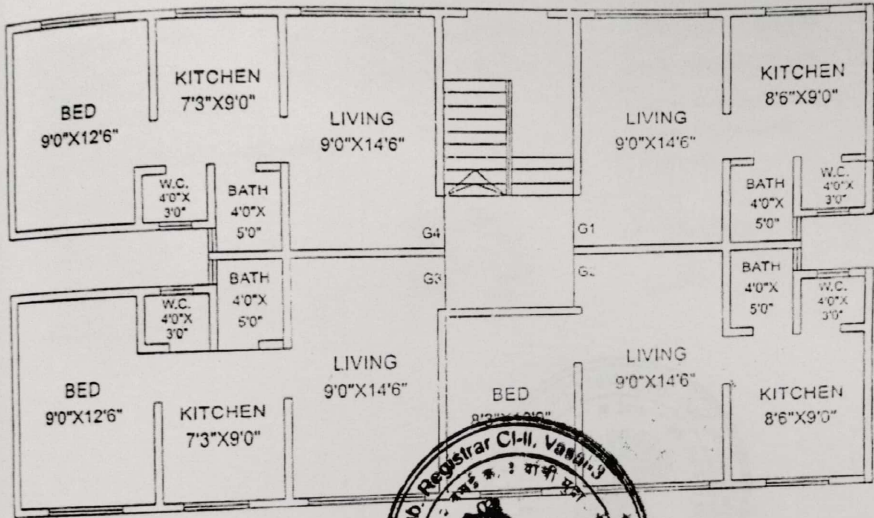 BED
9'0"X12'6"
KITCHEN
7'3"X9'0"
LIVING
9'0"X14'6"
LIVING
9'0"X14'6"
KITCHEN
8'6"X9'0"
W.C.
4'0"X
3'0"
BATH
4'0"X
5'0"
BATH
4'0"X
5'0"
W.C.
4'0"X
3'0"
G4
G1
G3
G2
W.C.
4'0"X
3'0"
BATH
4'0"X
5'0"
BATH
4'0"X
5'0"
W.C.
4'0"X
3'0"
BED
9'0"X12'6"
KITCHEN
7'3"X9'0"
LIVING
9'0"X14'6"
BED
LIVING
9'0"X14'6"
KITCHEN
8'6"X9'0"
Registrar Cl-II, Vasai-3